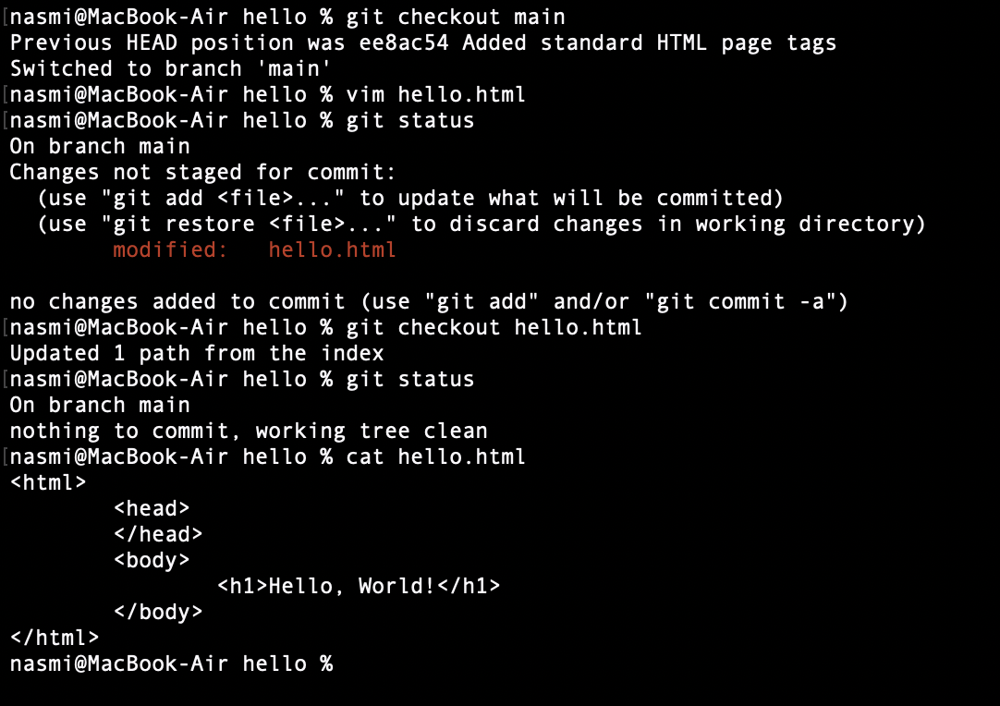 [nasmi@MacBook-Air hello % git checkout main
Previous HEAD position was ee8ac54 Added standard HTML page tags
Switched to branch 'main'
[nasmi@MacBook-Air hello % vim hello.html
[nasmi@MacBook-Air hello % git status
On branch main
Changes not staged for commit:
  (use "git add <file>..." to update what will be committed)
  (use "git restore <file>..." to discard changes in working directory)
        modified:   hello.html

no changes added to commit (use "git add" and/or "git commit -a")
[nasmi@MacBook-Air hello % git checkout hello.html
Updated 1 path from the index
[nasmi@MacBook-Air hello % git status
On branch main
nothing to commit, working tree clean
[nasmi@MacBook-Air hello % cat hello.html
<html>
        <head>
        </head>
        <body>
                <h1>Hello, World!</h1>
        </body>
</html>
nasmi@MacBook-Air hello %